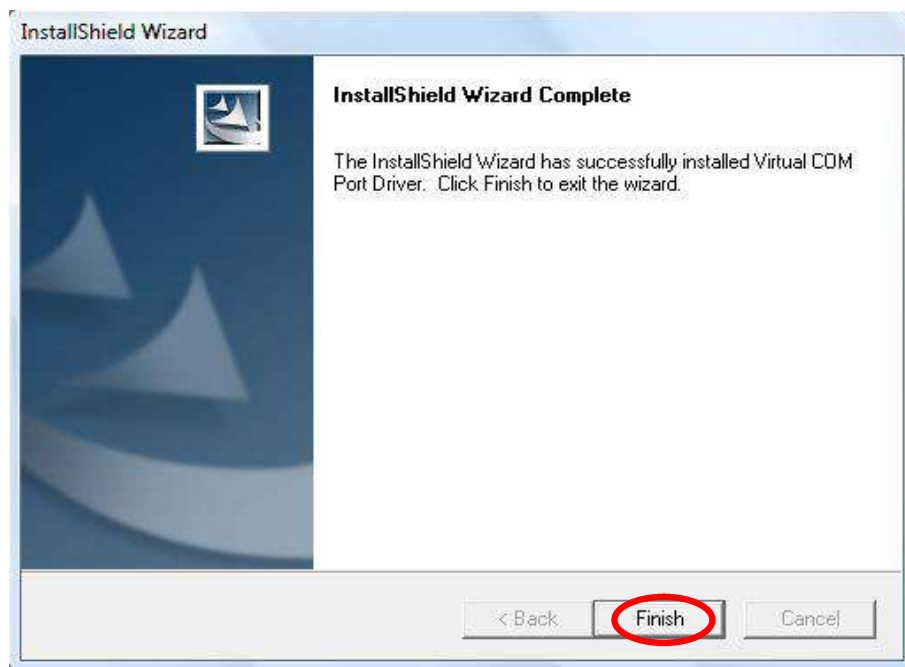 InstallShield Wizard
InstallShield Wizard Complete
The InstallShield Wizard has successfully installed Virtual COM
Port Driver. Click Finish to exit the wizard.
< Back
Finish
Cancel